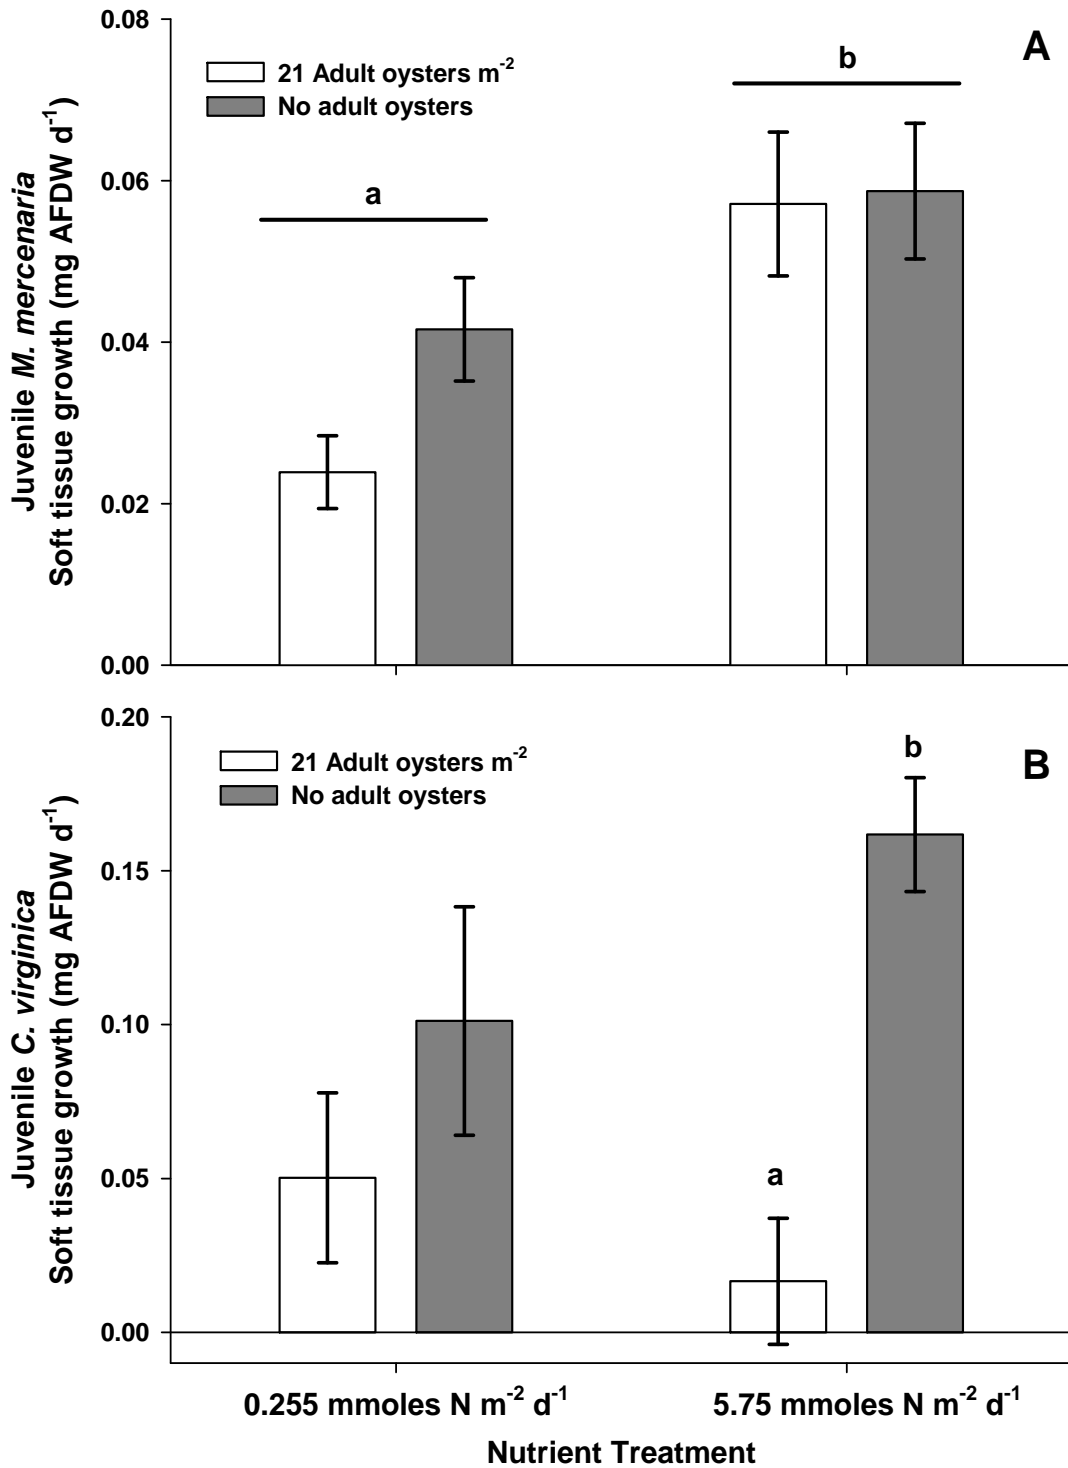 0.08
A
b
21 Adult oysters m-2
No adult oysters
0.06
a
0.04
0.02
0.00
Juvenile M. mercenaria
Soft tissue growth (mg AFDW d-1)
0.20
b
B
21 Adult oysters m-2
No adult oysters
0.15
0.10
a
0.05
0.00
Juvenile C. virginica
Soft tissue growth (mg AFDW d-1)
0.255 mmoles N m-2 d-1
5.75 mmoles N m-2 d-1
Nutrient Treatment